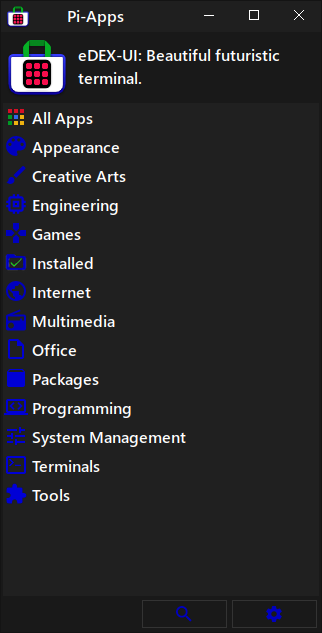 Pi-Apps
eDEX-UI: Beautiful futuristic
terminal.
All Apps
Appearance
Creative Arts
Engineering
Games
Installed
Internet
Multimedia
Office
Packages
Programming
System Management
Terminals
Tools